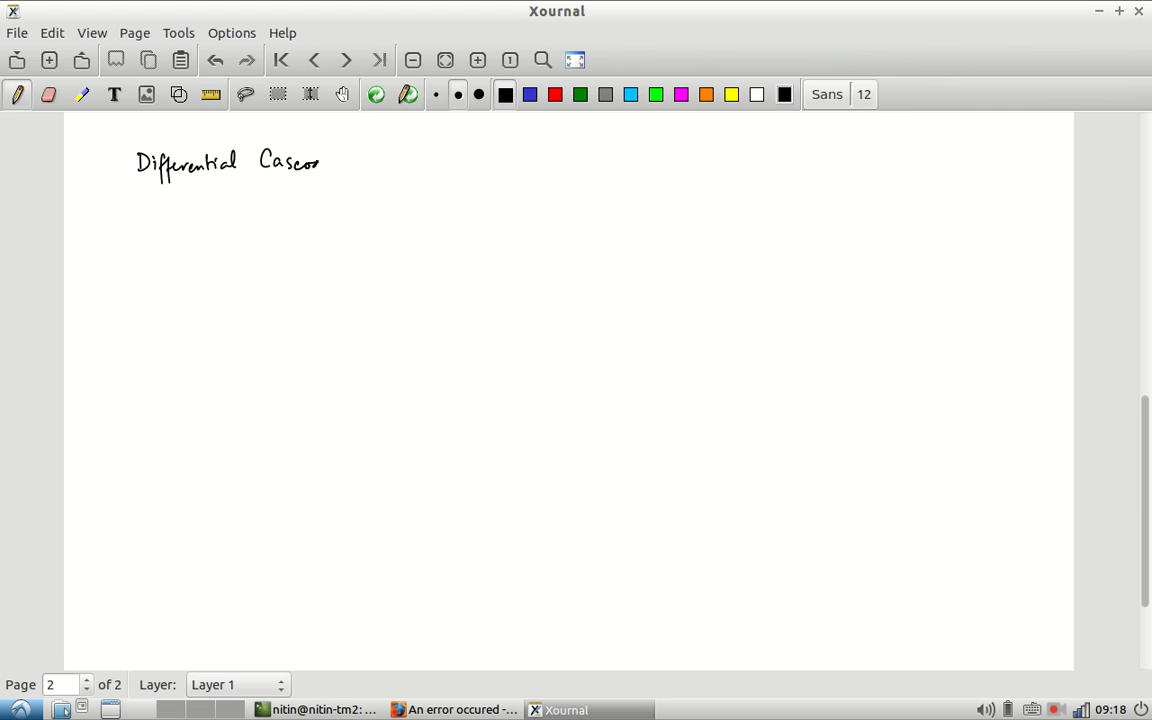 Xournal
File Edit View Page Tools Options Help
Sans 12
Differential Casco
Page 2 of 2 Layer: Layer 1
nitin@nitin-tm2: ... An error occured -... Xournal 09:18